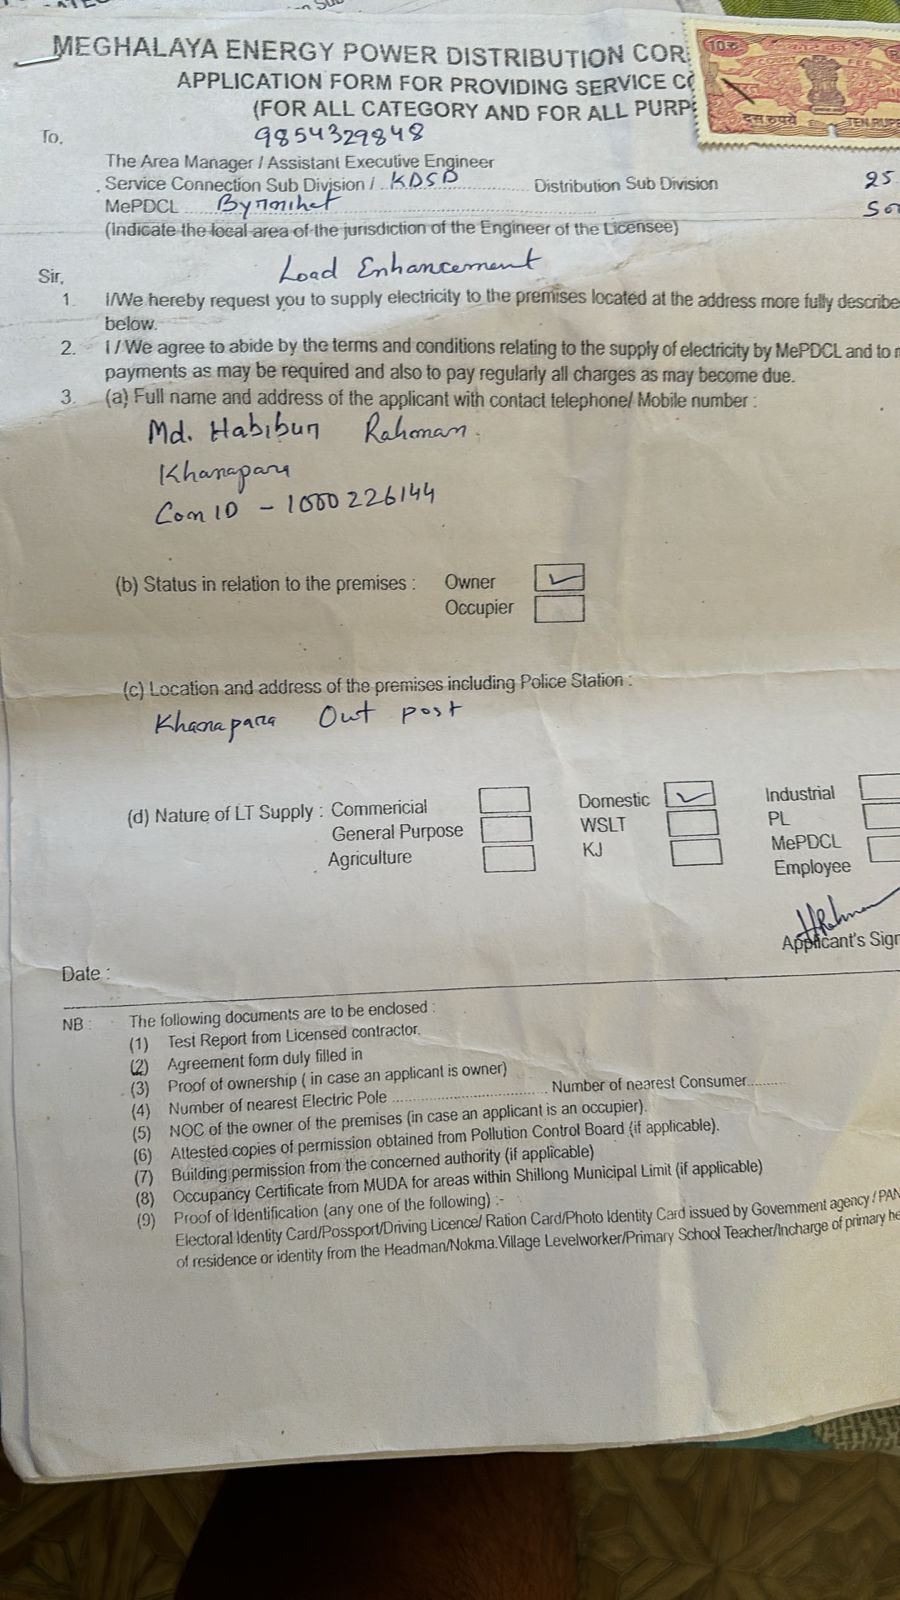 MEGHALAYA ENERGY POWER DISTRIBUTION COR
APPLICATION FORM FOR PROVIDING SERVICE CO
(FOR ALL CATEGORY AND FOR ALL PURP
10रु
COURT FEE
दस रुपये TEN RUPE
9854329848
To,
The Area Manager / Assistant Executive Engineer
Service Connection Sub Division / KDSD Distribution Sub Division
25
MePDCL Byrnihat
(Indicate the local area of the jurisdiction of the Engineer of the Licensee)
Load Enhancement
Sir,
1. I/We hereby request you to supply electricity to the premises located at the address more fully describe
below.
2. I / We agree to abide by the terms and conditions relating to the supply of electricity by MePDCL and to m
payments as may be required and also to pay regularly all charges as may become due.
3. (a) Full name and address of the applicant with contact telephone/ Mobile number :
Md. Habibur Rahman.
Khanapara
Con ID - 1000226144
(b) Status in relation to the premises : Owner ✓
Occupier
(c) Location and address of the premises including Police Station :
Khanapara Out post
(d) Nature of LT Supply : Commericial Domestic ✓ Industrial
General Purpose WSLT PL
Agriculture KJ MePDCL
Employee
HRahman
Applicant's Sign
Date :
NB : The following documents are to be enclosed :
(1) Test Report from Licensed contractor.
(2) Agreement form duly filled in
(3) Proof of ownership ( in case an applicant is owner)
(4) Number of nearest Electric Pole ................................ Number of nearest Consumer..........
(5) NOC of the owner of the premises (in case an applicant is an occupier).
(6) Attested copies of permission obtained from Pollution Control Board (if applicable).
(7) Building permission from the concerned authority (if applicable)
(8) Occupancy Certificate from MUDA for areas within Shillong Municipal Limit (if applicable)
(9) Proof of Identification (any one of the following) :-
Electoral Identity Card/Possport/Driving Licence/ Ration Card/Photo Identity Card issued by Government agency / PAN
of residence or identity from the Headman/Nokma.Village Levelworker/Primary School Teacher/Incharge of primary he